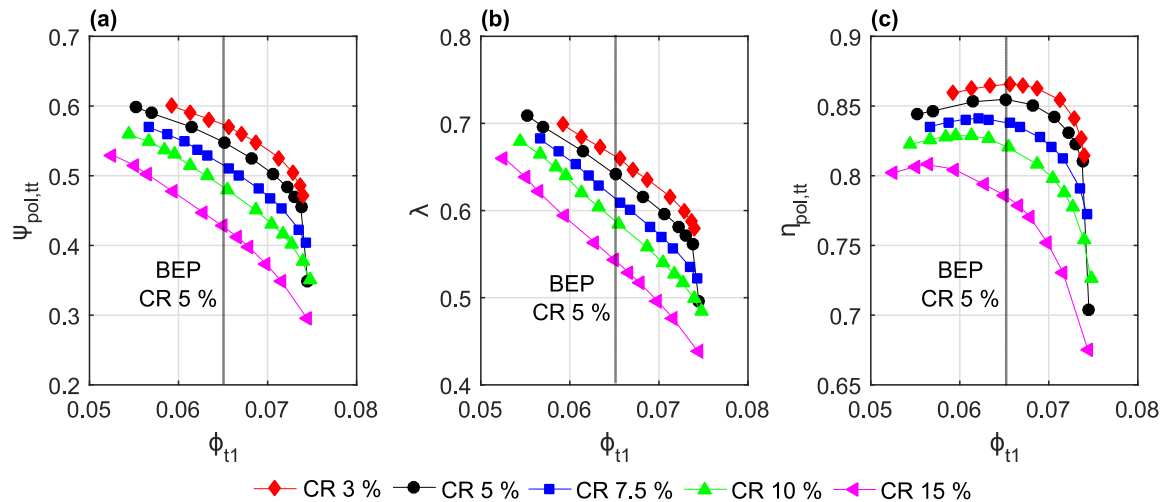 (a)
0.7
0.6
0.5
0.4
0.3
0.2
Ψpol,tt
BEP
CR 5 %
0.05
0.06
0.07
0.08
ϕt1
(b)
0.8
0.7
0.6
0.5
0.4
λ
BEP
CR 5 %
0.05
0.06
0.07
0.08
ϕt1
(c)
0.9
0.85
0.8
0.75
0.7
0.65
ηpol,tt
BEP
CR 5 %
0.05
0.06
0.07
0.08
ϕt1
CR 3 % CR 5 % CR 7.5 % CR 10 % CR 15 %